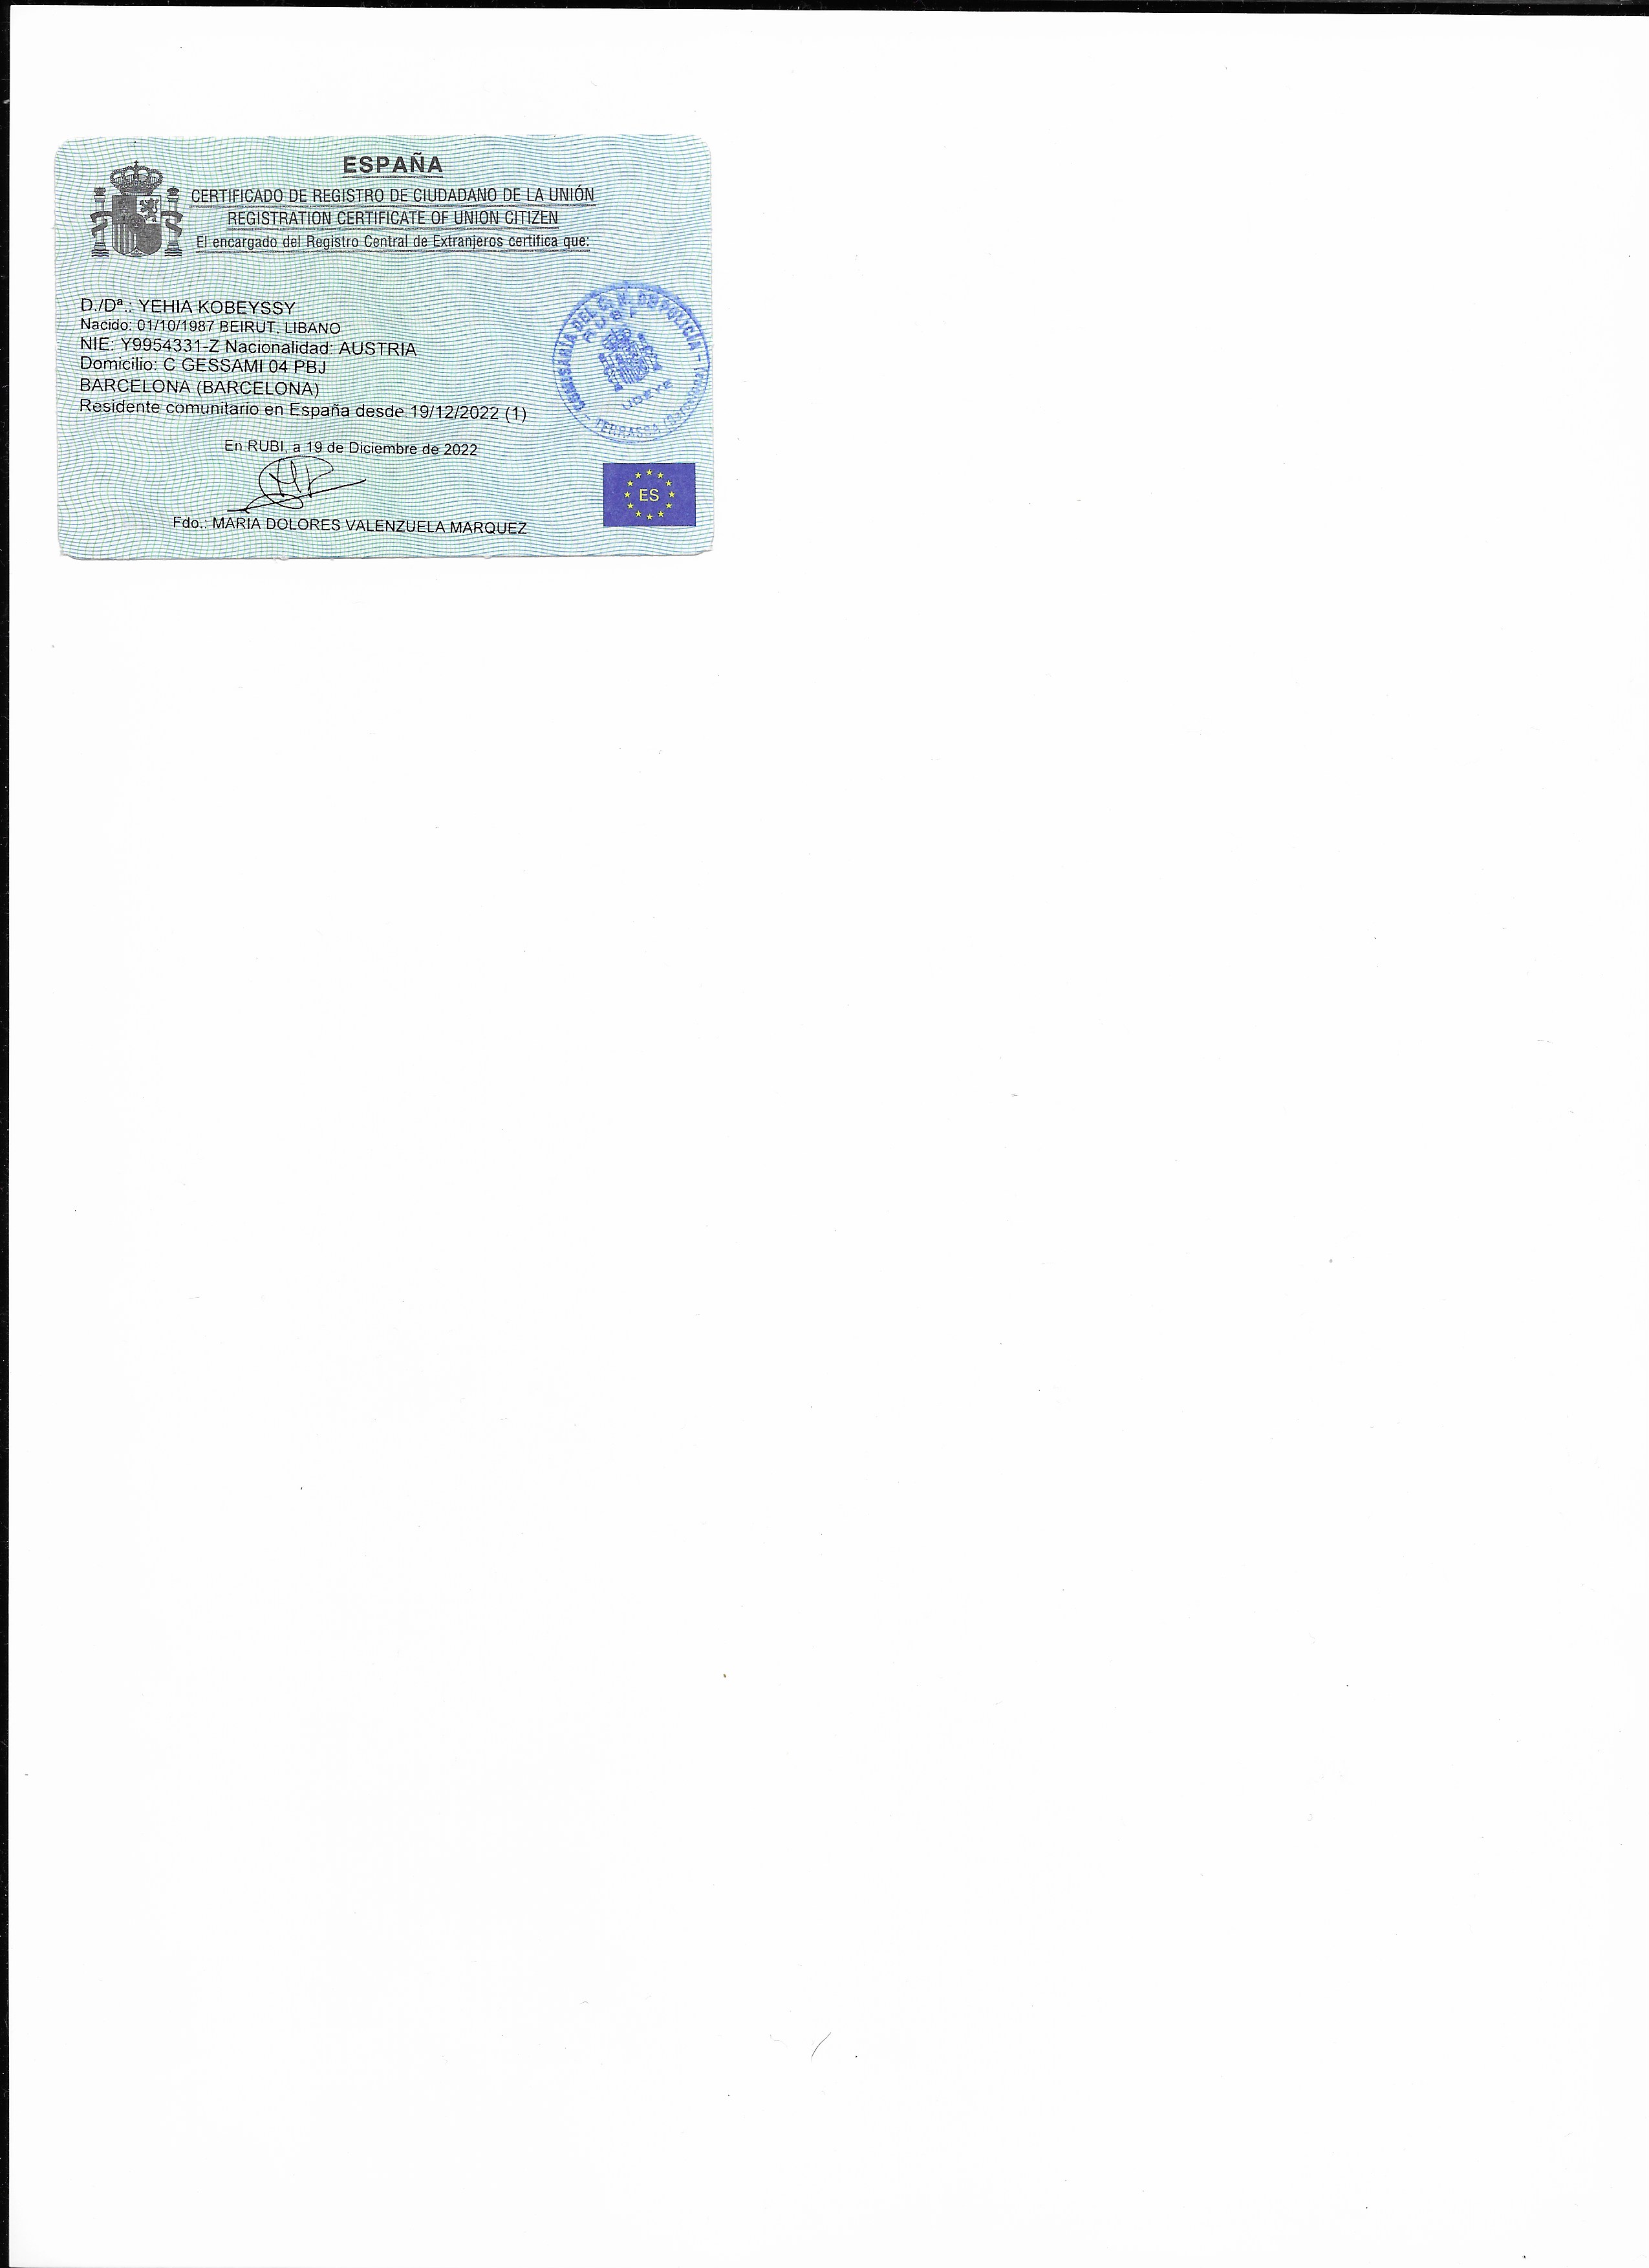 ESPAÑA
CERTIFICADO DE REGISTRO DE CIUDADANO DE LA UNIÓN
REGISTRATION CERTIFICATE OF UNION CITIZEN
El encargado del Registro Central de Extranjeros certifica que:
D./Dª.: YEHIA KOBEYSSY
Nacido: 01/10/1987 BEIRUT, LIBANO
NIE: Y9954331-Z Nacionalidad: AUSTRIA
Domicilio: C GESSAMI 04 PBJ
BARCELONA (BARCELONA)
Residente comunitario en España desde 19/12/2022 (1)
En RUBI, a 19 de Diciembre de 2022
Fdo.: MARIA DOLORES VALENZUELA MARQUEZ
COMISARIA DEL C. N. DE POLICIA - TERRASSA (Barcelona)
RUBI
ES